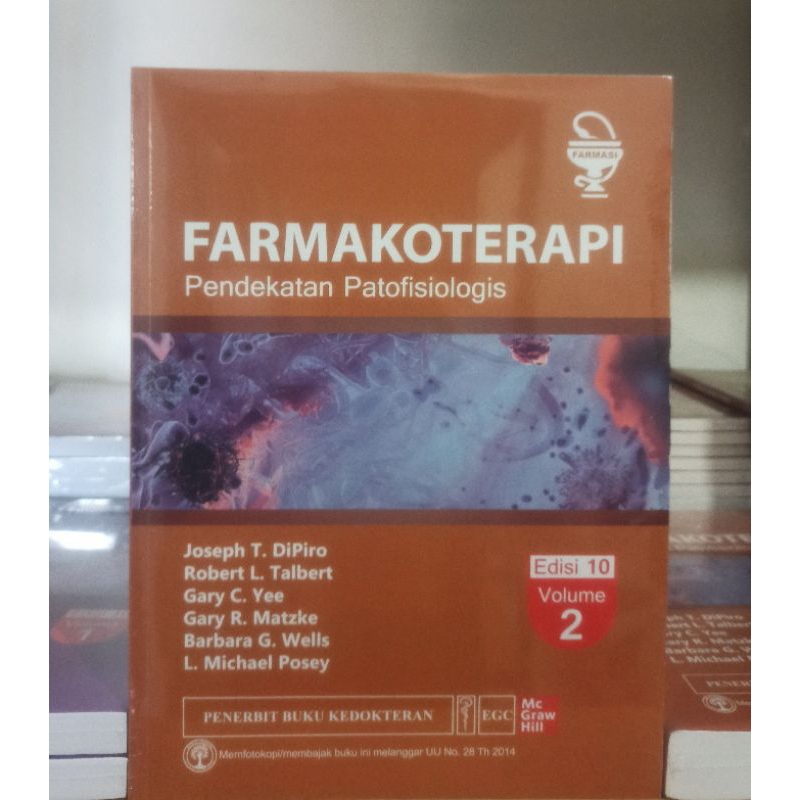 FARMASI
FARMAKOTERAPI
Pendekatan Patofisiologis
Joseph T. DiPiro
Robert L. Talbert
Gary C. Yee
Gary R. Matzke
Barbara G. Wells
L. Michael Posey
Edisi 10
Volume
2
PENERBIT BUKU KEDOKTERAN
EGC
Mc
Graw
Hill
Memfotokopi/membajak buku ini melanggar UU No. 28 Th 2014